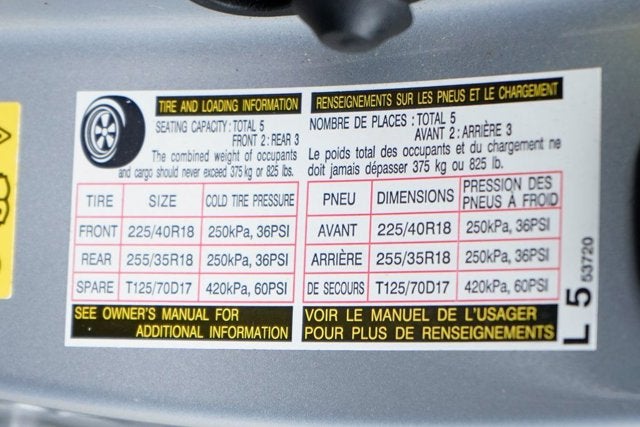 TIRE AND LOADING INFORMATION
SEATING CAPACITY : TOTAL 5
FRONT 2 : REAR 3
The combined weight of occupants
and cargo should never exceed 375 kg or 825 lbs.
TIRE SIZE COLD TIRE PRESSURE
FRONT 225/40R18 250kPa, 36PSI
REAR 255/35R18 250kPa, 36PSI
SPARE T125/70D17 420kPa, 60PSI
SEE OWNER'S MANUAL FOR
ADDITIONAL INFORMATION
RENSEIGNEMENTS SUR LES PNEUS ET LE CHARGEMENT
NOMBRE DE PLACES : TOTAL 5
AVANT 2 : ARRIÈRE 3
Le poids total des occupants et du chargement ne
doit jamais dépasser 375 kg ou 825 lb.
PNEU DIMENSIONS PRESSION DES
PNEUS À FROID
AVANT 225/40R18 250kPa, 36PSI
ARRIÈRE 255/35R18 250kPa, 36PSI
DE SECOURS T125/70D17 420kPa, 60PSI
VOIR LE MANUEL DE L'USAGER
POUR PLUS DE RENSEIGNEMENTS
L 5 53720